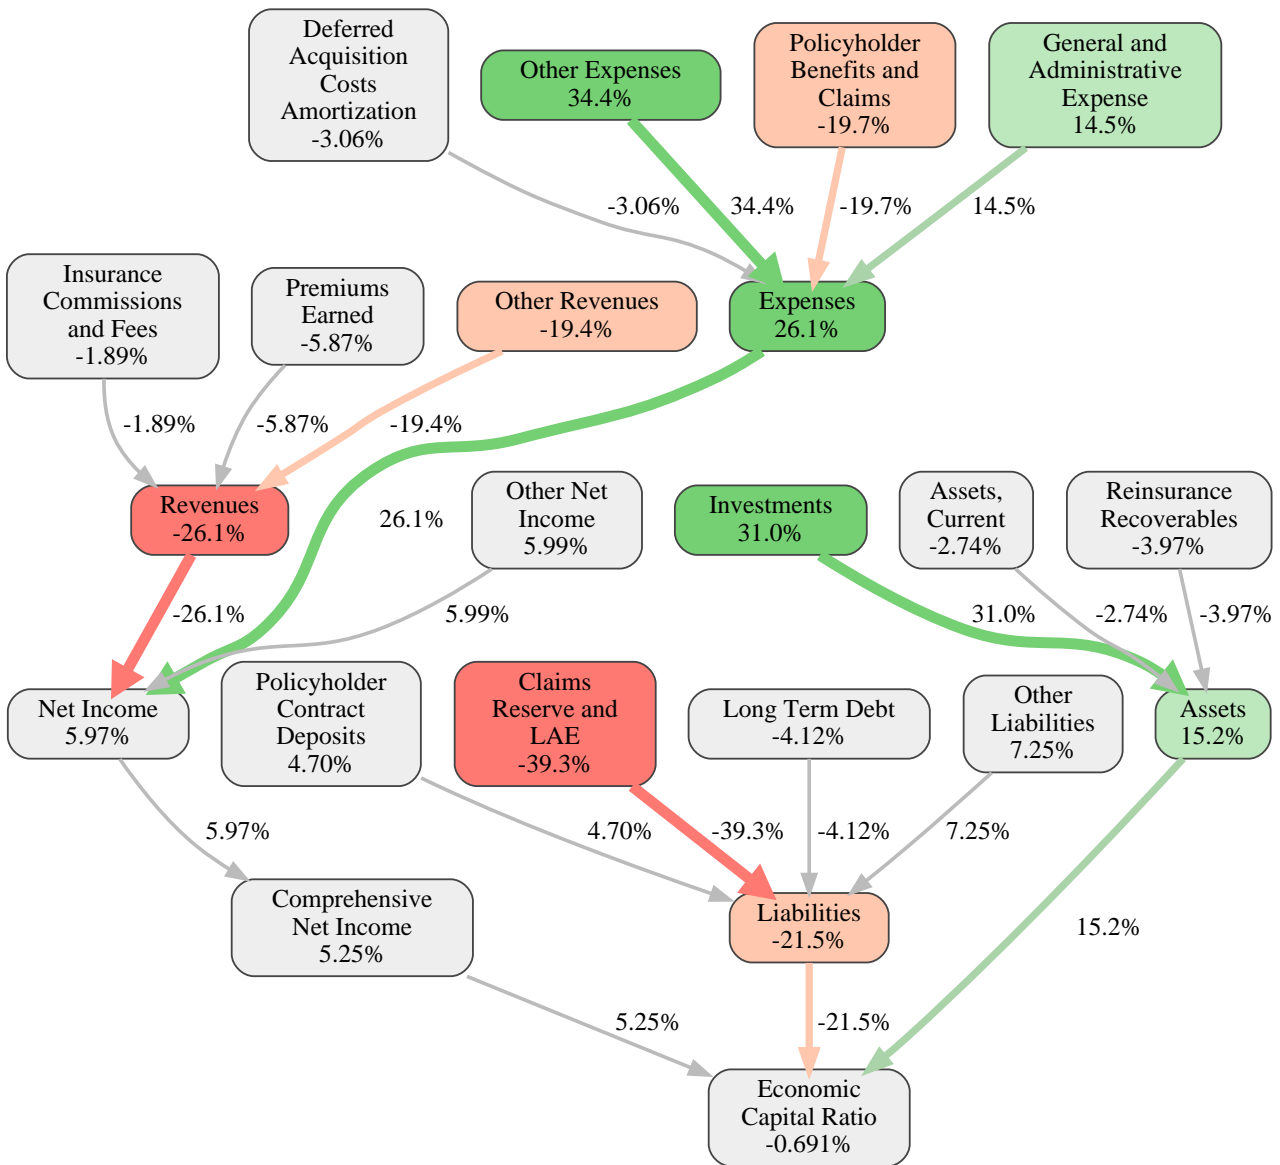 Deferred
Acquisition
Costs
Amortization
-3.06%
Other Expenses
34.4%
Policyholder
Benefits and
Claims
-19.7%
General and
Administrative
Expense
14.5%
-3.06%
34.4%
-19.7%
14.5%
Insurance
Commissions
and Fees
-1.89%
Premiums
Earned
-5.87%
Other Revenues
-19.4%
Expenses
26.1%
-1.89%
-5.87%
-19.4%
Revenues
-26.1%
26.1%
Other Net
Income
5.99%
Investments
31.0%
Assets,
Current
-2.74%
Reinsurance
Recoverables
-3.97%
-26.1%
5.99%
31.0%
-2.74%
-3.97%
Net Income
5.97%
Policyholder
Contract
Deposits
4.70%
Claims
Reserve and
LAE
-39.3%
Long Term Debt
-4.12%
Other
Liabilities
7.25%
Assets
15.2%
5.97%
4.70%
-39.3%
-4.12%
7.25%
Comprehensive
Net Income
5.25%
Liabilities
-21.5%
15.2%
5.25%
-21.5%
Economic
Capital Ratio
-0.691%